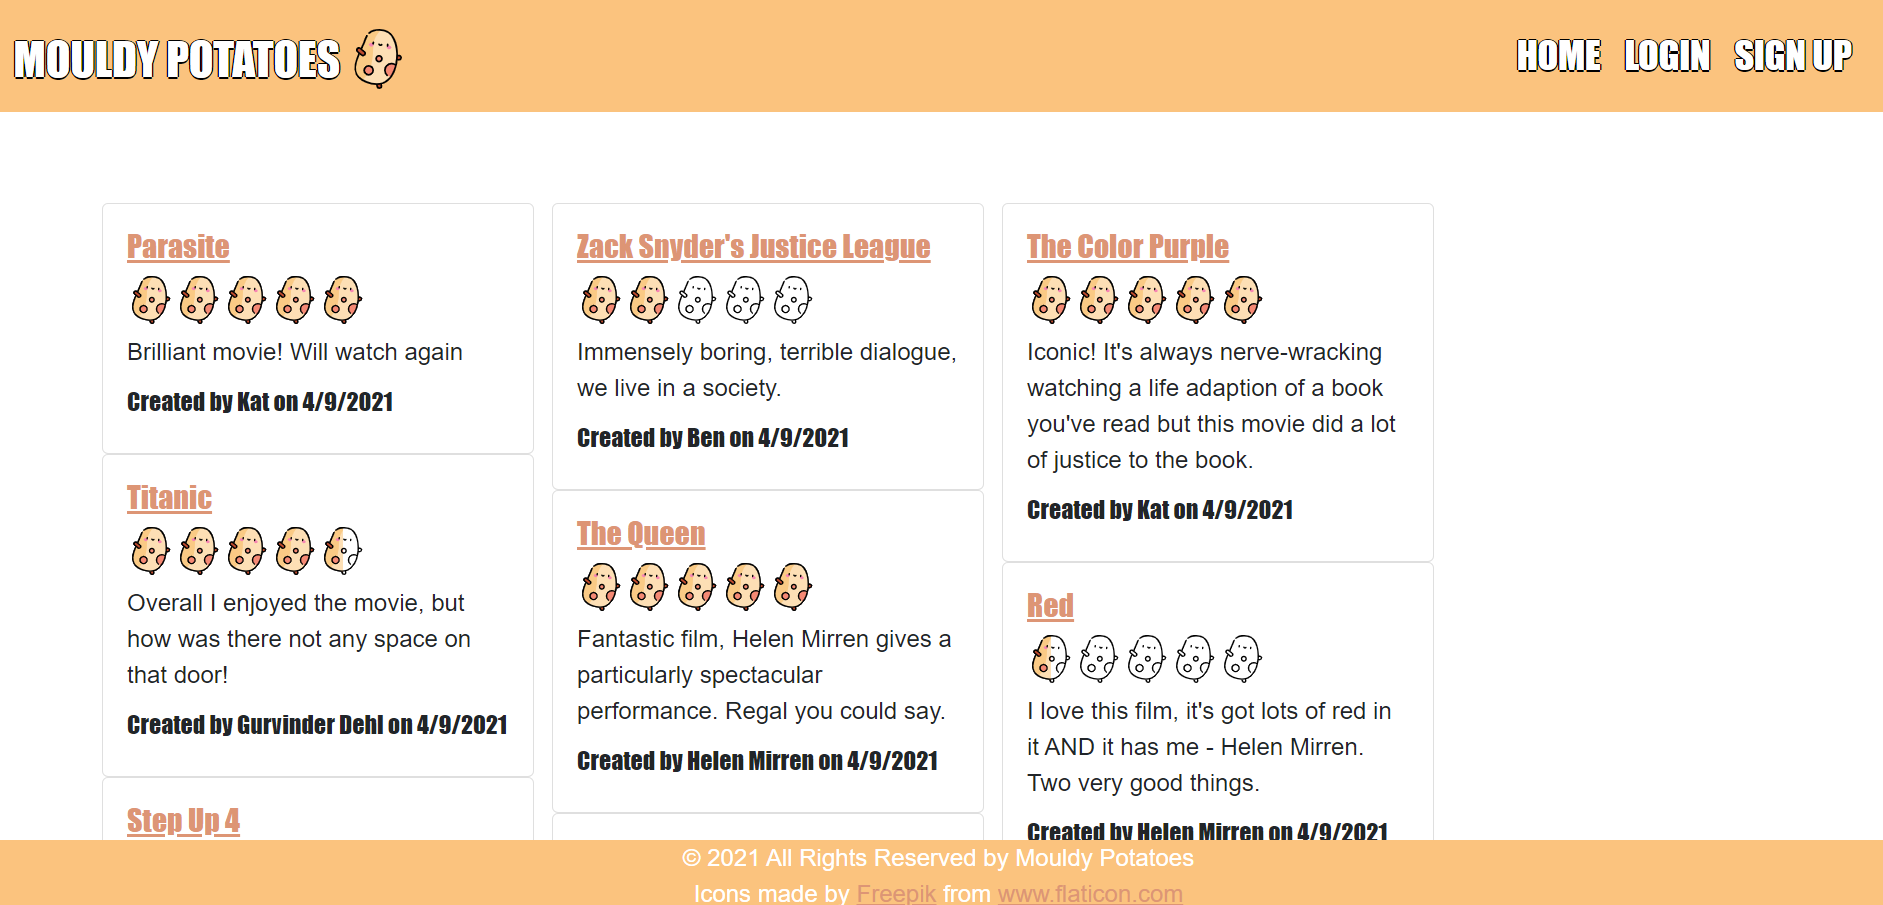 MOULDY POTATOES
HOME LOGIN SIGN UP
Parasite
Brilliant movie! Will watch again
Created by Kat on 4/9/2021
Titanic
Overall I enjoyed the movie, but
how was there not any space on
that door!
Created by Gurvinder Dehl on 4/9/2021
Step Up 4
Zack Snyder's Justice League
Immensely boring, terrible dialogue,
we live in a society.
Created by Ben on 4/9/2021
The Queen
Fantastic film, Helen Mirren gives a
particularly spectacular
performance. Regal you could say.
Created by Helen Mirren on 4/9/2021
The Color Purple
Iconic! It's always nerve-wracking
watching a life adaption of a book
you've read but this movie did a lot
of justice to the book.
Created by Kat on 4/9/2021
Red
I love this film, it's got lots of red in
it AND it has me - Helen Mirren.
Two very good things.
Created by Helen Mirren on 4/9/2021
© 2021 All Rights Reserved by Mouldy Potatoes
Icons made by Freepik from www.flaticon.com